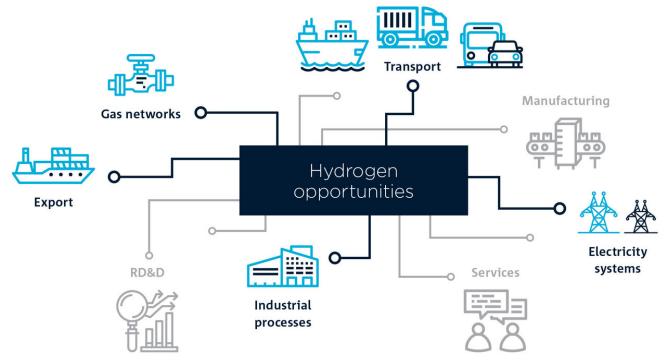 Transport
Gas networks
Manufacturing
Hydrogen
opportunities
Export
Electricity
systems
RD&D
Industrial
processes
Services